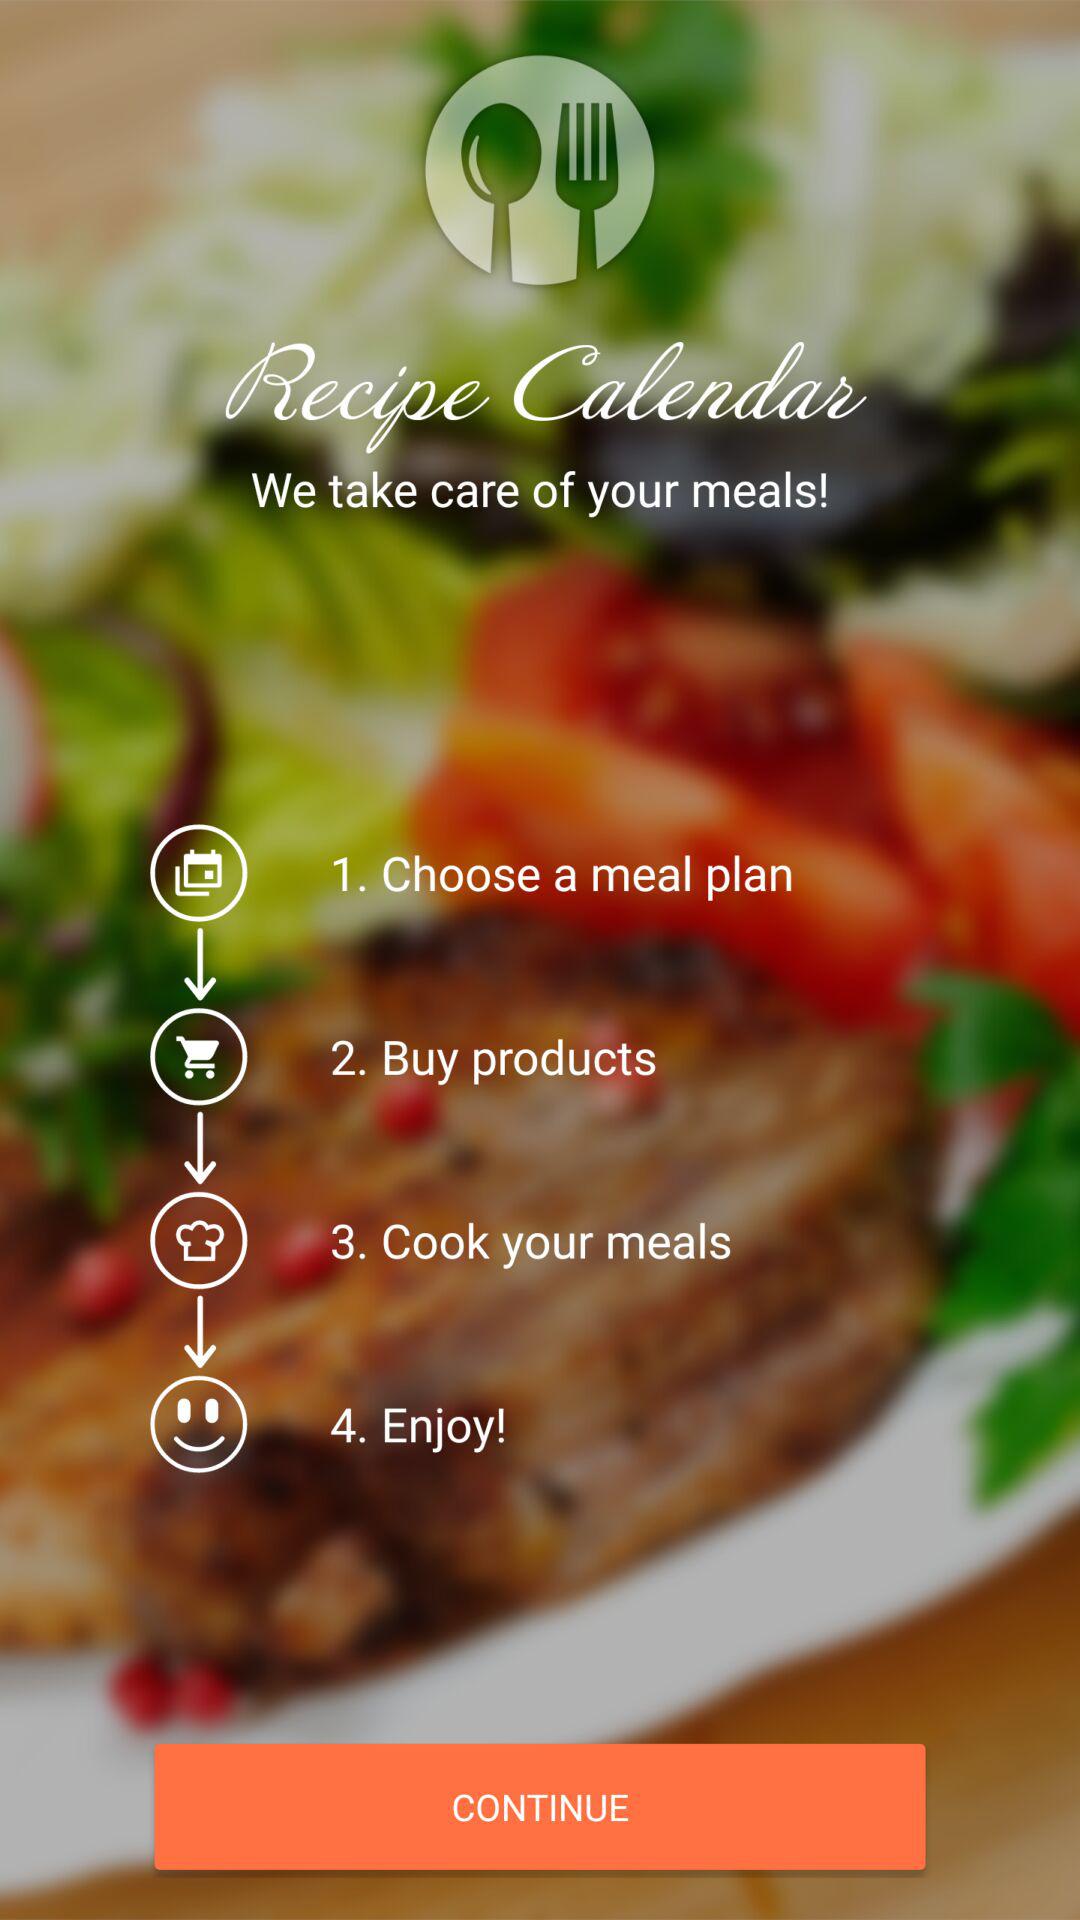 Recipe Calendar
We take care of your meals!
1. Choose a meal plan
2. Buy products
3. Cook your meals
4. Enjoy!
CONTINUE